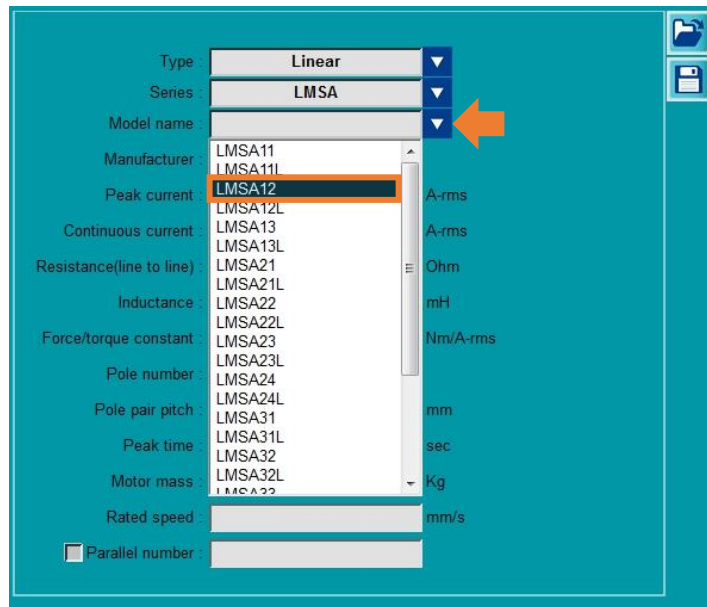 Type : Linear
Series : LMSA
Model name :
Manufacturer : LMSA11
LMSA11L
Peak current : LMSA12 A-rms
LMSA12L
Continuous current : LMSA13 A-rms
LMSA13L
Resistance(line to line) : LMSA21 Ohm
LMSA21L
Inductance : LMSA22 mH
LMSA22L
Force/torque constant : LMSA23 Nm/A-rms
LMSA23L
Pole number : LMSA24
LMSA24L
Pole pair pitch : LMSA31 mm
LMSA31L
Peak time : LMSA32 sec
Motor mass : LMSA32L Kg
LMSA33
Rated speed : mm/s
Parallel number :